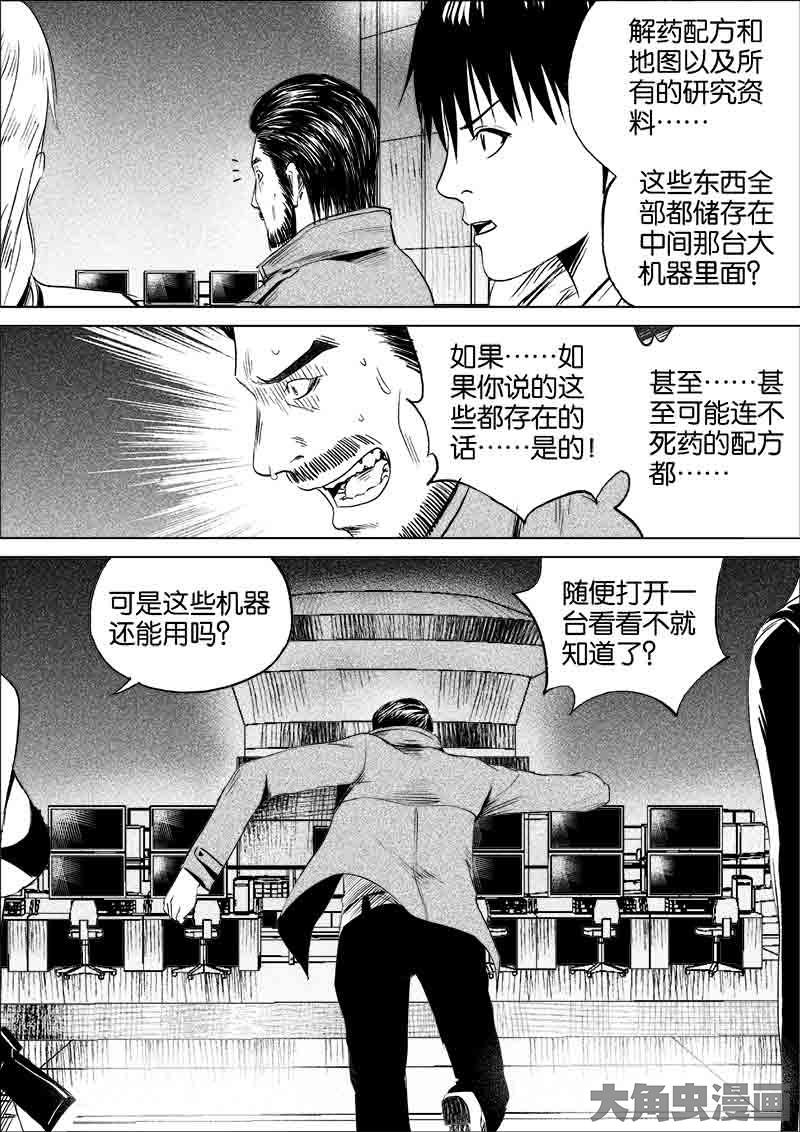 解药配方和
地图以及所
有的研究资
料……
这些东西全
部都储存在
中间那台大
机器里面？
如果……如
果你说的这
些都存在的
话……是的！
甚至……甚
至可能连不
死药的配方
都……
可是这些机器
还能用吗？
随便打开一
台看看不就
知道了？
大角虫漫画